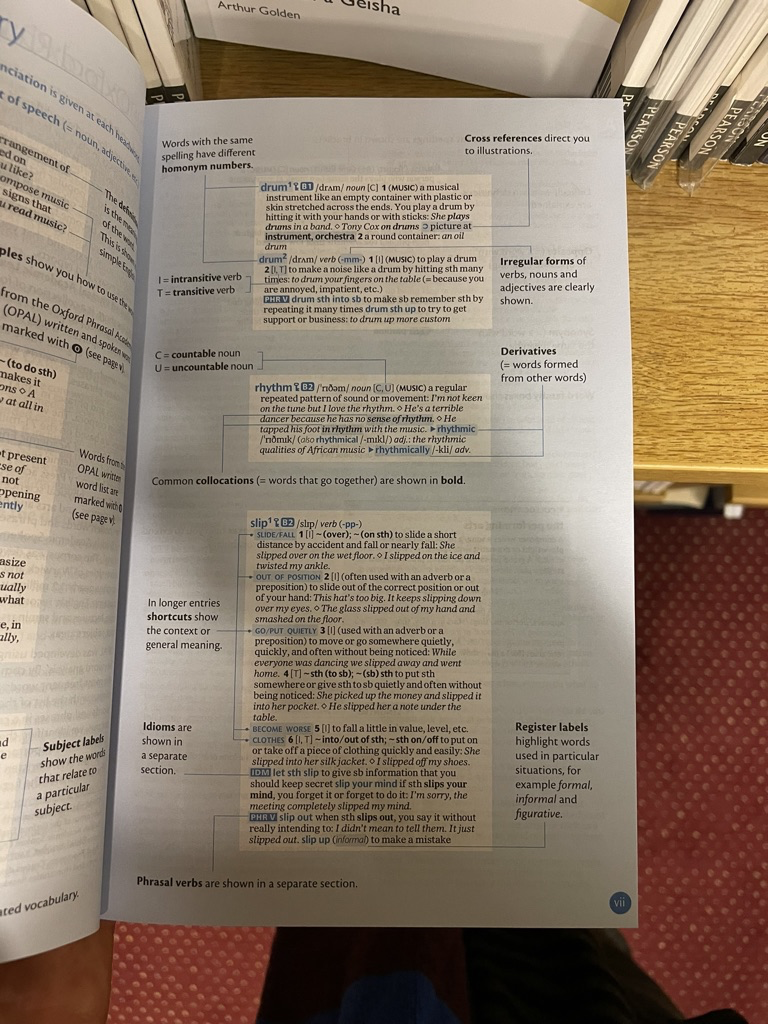 Geisha
Arthur Golden
PEARSON
PEARSON
PEARSON
PEARSON
nciation is given at each
of speech (= noun, adjective,
rrangement of
ed on
u like?
ompose music
signs that
u read music?
The
is the
of the
This is
simple
ples show you how to use the
from the Oxford Phrasal
(OPAL) written and spoken
marked with (see page v).
~(to do sth)
makes it
ons ◇ A
y at all in
t present
se of
not
ppening
ently
Words from
OPAL written
word list are
marked with
(see page v).
asize
s not
ually
what
e, in
ally,
nd
e
Subject labels
show the words
that relate to
a particular
subject.
ated vocabulary.
Words with the same
spelling have different
homonym numbers.
Cross references direct you
to illustrations.
drum¹ B1 /drʌm/ noun [C] 1 (MUSIC) a musical
instrument like an empty container with plastic or
skin stretched across the ends. You play a drum by
hitting it with your hands or with sticks: She plays
drums in a band. ◇ Tony Cox on drums ⊃ picture at
instrument, orchestra 2 a round container: an oil
drum
drum² /drʌm/ verb (-mm-) 1 [I] (MUSIC) to play a drum
2 [I, T] to make a noise like a drum by hitting sth many
times: to drum your fingers on the table (= because you
are annoyed, impatient, etc.)
PHR V drum sth into sb to make sb remember sth by
repeating it many times drum sth up to try to get
support or business: to drum up more custom
I = intransitive verb
T = transitive verb
Irregular forms of
verbs, nouns and
adjectives are clearly
shown.
C = countable noun
U = uncountable noun
Derivatives
(= words formed
from other words)
rhythm B2 /ˈrɪðəm/ noun [C, U] (MUSIC) a regular
repeated pattern of sound or movement: I'm not keen
on the tune but I love the rhythm. ◇ He's a terrible
dancer because he has no sense of rhythm. ◇ He
tapped his foot in rhythm with the music. ▶rhythmic
/ˈrɪðmɪk/ (also rhythmical /-mɪkl/) adj.: the rhythmic
qualities of African music ▶rhythmically /-kli/ adv.
Common collocations (= words that go together) are shown in bold.
slip¹ B2 /slɪp/ verb (-pp-)
SLIDE/FALL 1 [I] ~(over); ~(on sth) to slide a short
distance by accident and fall or nearly fall: She
slipped over on the wet floor. ◇ I slipped on the ice and
twisted my ankle.
OUT OF POSITION 2 [I] (often used with an adverb or a
preposition) to slide out of the correct position or out
of your hand: This hat's too big. It keeps slipping down
over my eyes. ◇ The glass slipped out of my hand and
smashed on the floor.
GO/PUT QUIETLY 3 [I] (used with an adverb or a
preposition) to move or go somewhere quietly,
quickly, and often without being noticed: While
everyone was dancing we slipped away and went
home. 4 [T] ~sth (to sb); ~(sb) sth to put sth
somewhere or give sth to sb quietly and often without
being noticed: She picked up the money and slipped it
into her pocket. ◇ He slipped her a note under the
table.
BECOME WORSE 5 [I] to fall a little in value, level, etc.
CLOTHES 6 [I, T] ~into/out of sth; ~sth on/off to put on
or take off a piece of clothing quickly and easily: She
slipped into her silk jacket. ◇ I slipped off my shoes.
IDM let sth slip to give sb information that you
should keep secret slip your mind if sth slips your
mind, you forget it or forget to do it: I'm sorry, the
meeting completely slipped my mind.
PHR V slip out when sth slips out, you say it without
really intending to: I didn't mean to tell them. It just
slipped out. slip up (informal) to make a mistake
In longer entries
shortcuts show
the context or
general meaning.
Idioms are
shown in
a separate
section.
Register labels
highlight words
used in particular
situations, for
example formal,
informal and
figurative.
Phrasal verbs are shown in a separate section.
vii